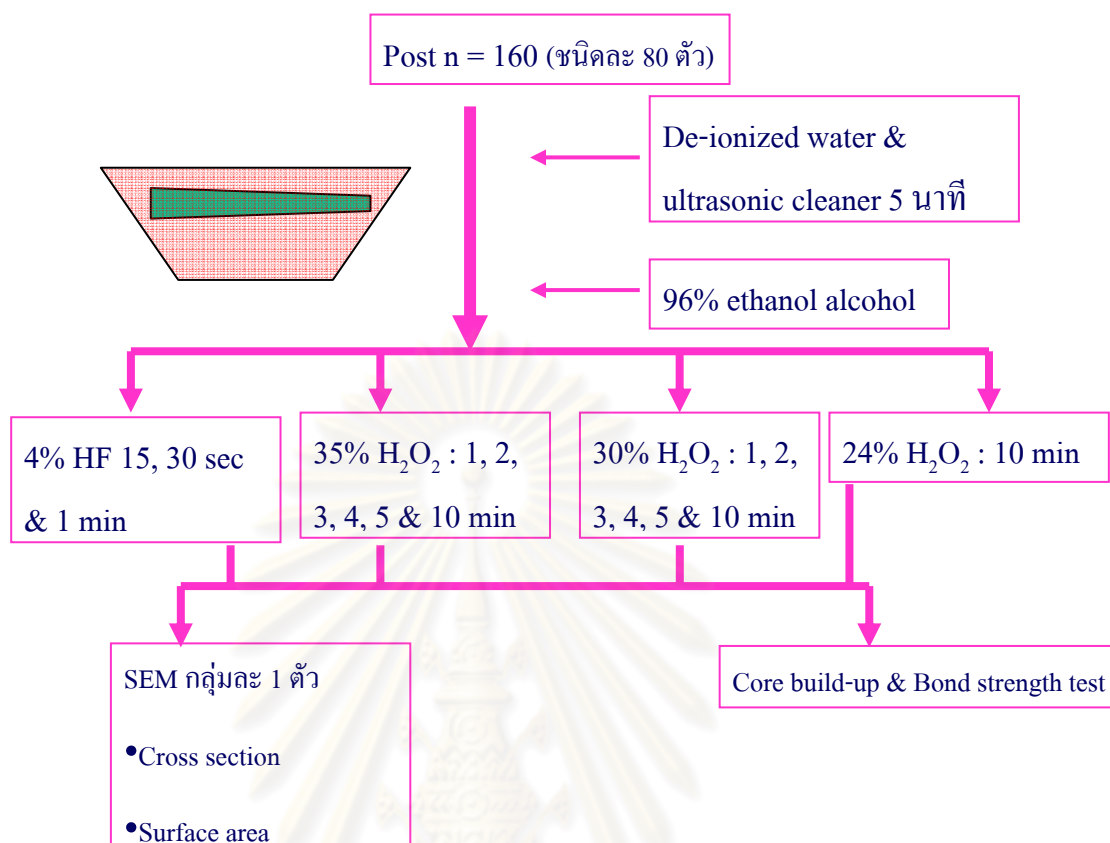 Post n = 160 (ชนิดละ 80 ตัว)
De-ionized water &
ultrasonic cleaner 5 นาที
96% ethanol alcohol
4% HF 15, 30 sec
& 1 min
35% H₂O₂ : 1, 2,
3, 4, 5 & 10 min
30% H₂O₂ : 1, 2,
3, 4, 5 & 10 min
24% H₂O₂ : 10 min
SEM กลุ่มละ 1 ตัว
•Cross section
•Surface area
Core build-up & Bond strength test